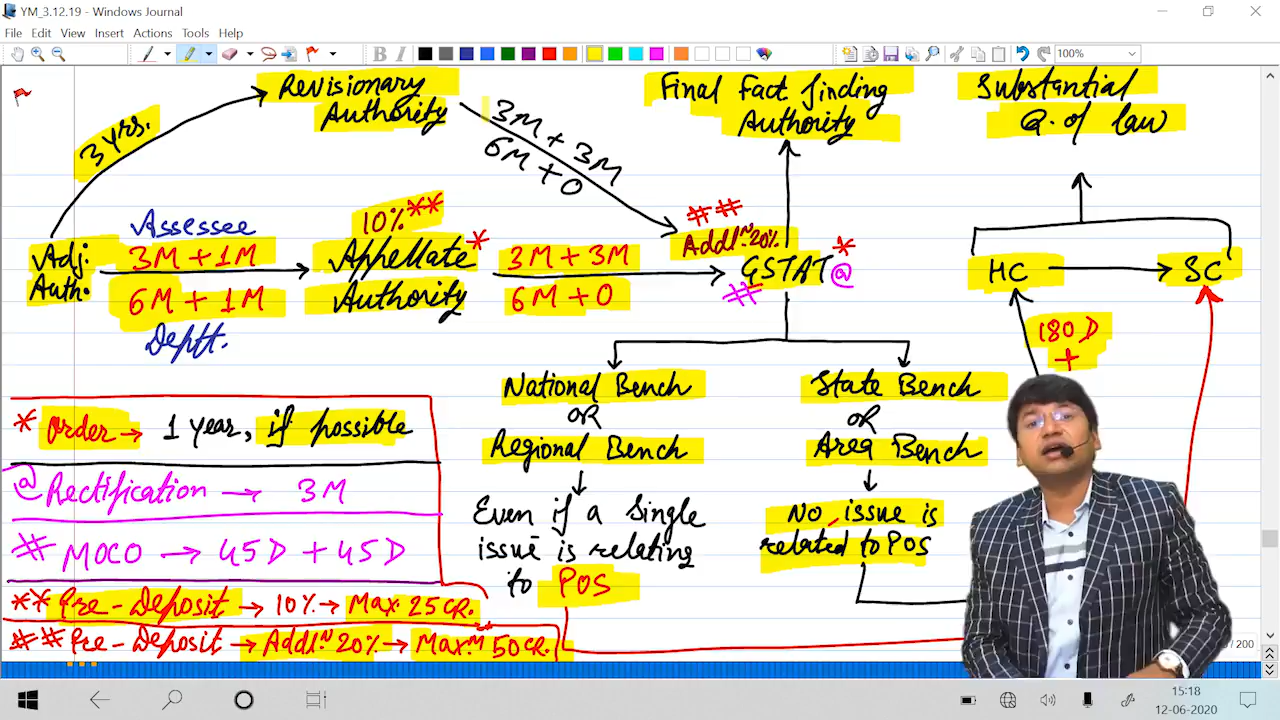 YM_3.12.19 - Windows Journal
File Edit View Insert Actions Tools Help
100%
Revisionary
Authority
Final Fact finding
Authority
Substantial
Q. of law
3 yrs.
3M + 3M
6M + 0
Adj.
Auth.
Assessee
3M + 1M
6M + 1M
Deptt.
10%**
Appellate*
Authority
3M + 3M
6M + 0
##
Addl.n 20%
GSTAT*
# @
HC
SC
180 D
+
National Bench
OR
Regional Bench
Even if a single
issue is relating
to POS
State Bench
OR
Area Bench
No issue is
related to POS
* Order → 1 year, if possible
@ Rectification → 3M
# MOCO → 45D + 45D
** Pre-Deposit → 10% → Max. 25 CR.
## Pre-Deposit → Addl.n 20% → Max.m 50 CR.
/ 200
15:18
12-06-2020